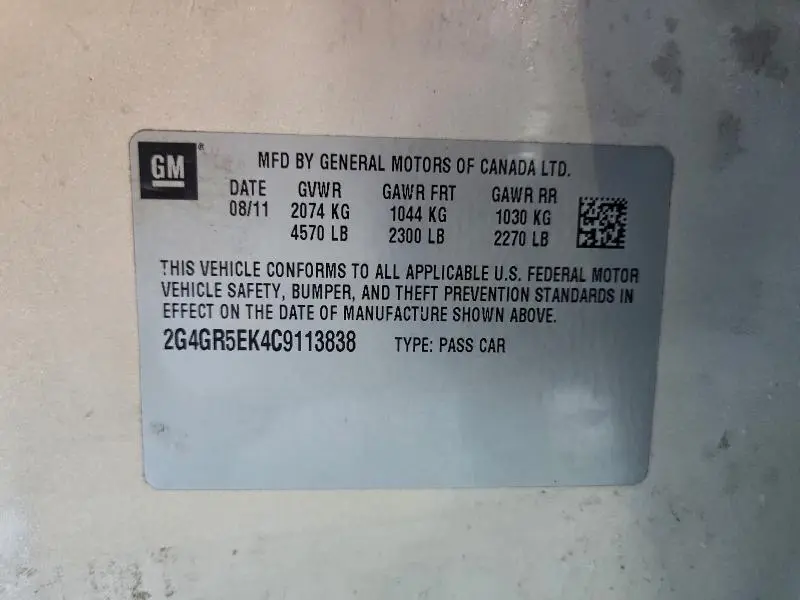 GM®
MFD BY GENERAL MOTORS OF CANADA LTD.
DATE GVWR GAWR FRT GAWR RR
08/11 2074 KG 1044 KG 1030 KG
4570 LB 2300 LB 2270 LB
THIS VEHICLE CONFORMS TO ALL APPLICABLE U.S. FEDERAL MOTOR
VEHICLE SAFETY, BUMPER, AND THEFT PREVENTION STANDARDS IN
EFFECT ON THE DATE OF MANUFACTURE SHOWN ABOVE.
2G4GR5EK4C9113838 TYPE: PASS CAR